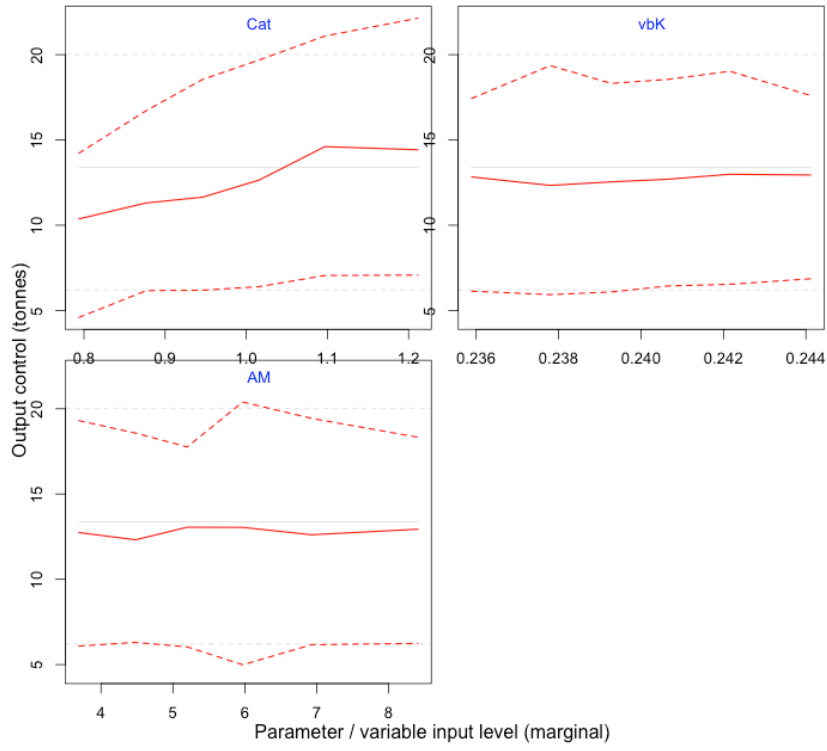 Cat
vbK
20
15
10
5
20
15
10
5
0.8 0.9 1.0 1.1 1.2
0.236 0.238 0.240 0.242 0.244
AM
20
15
10
5
4 5 6 7 8
Output control (tonnes)
Parameter / variable input level (marginal)